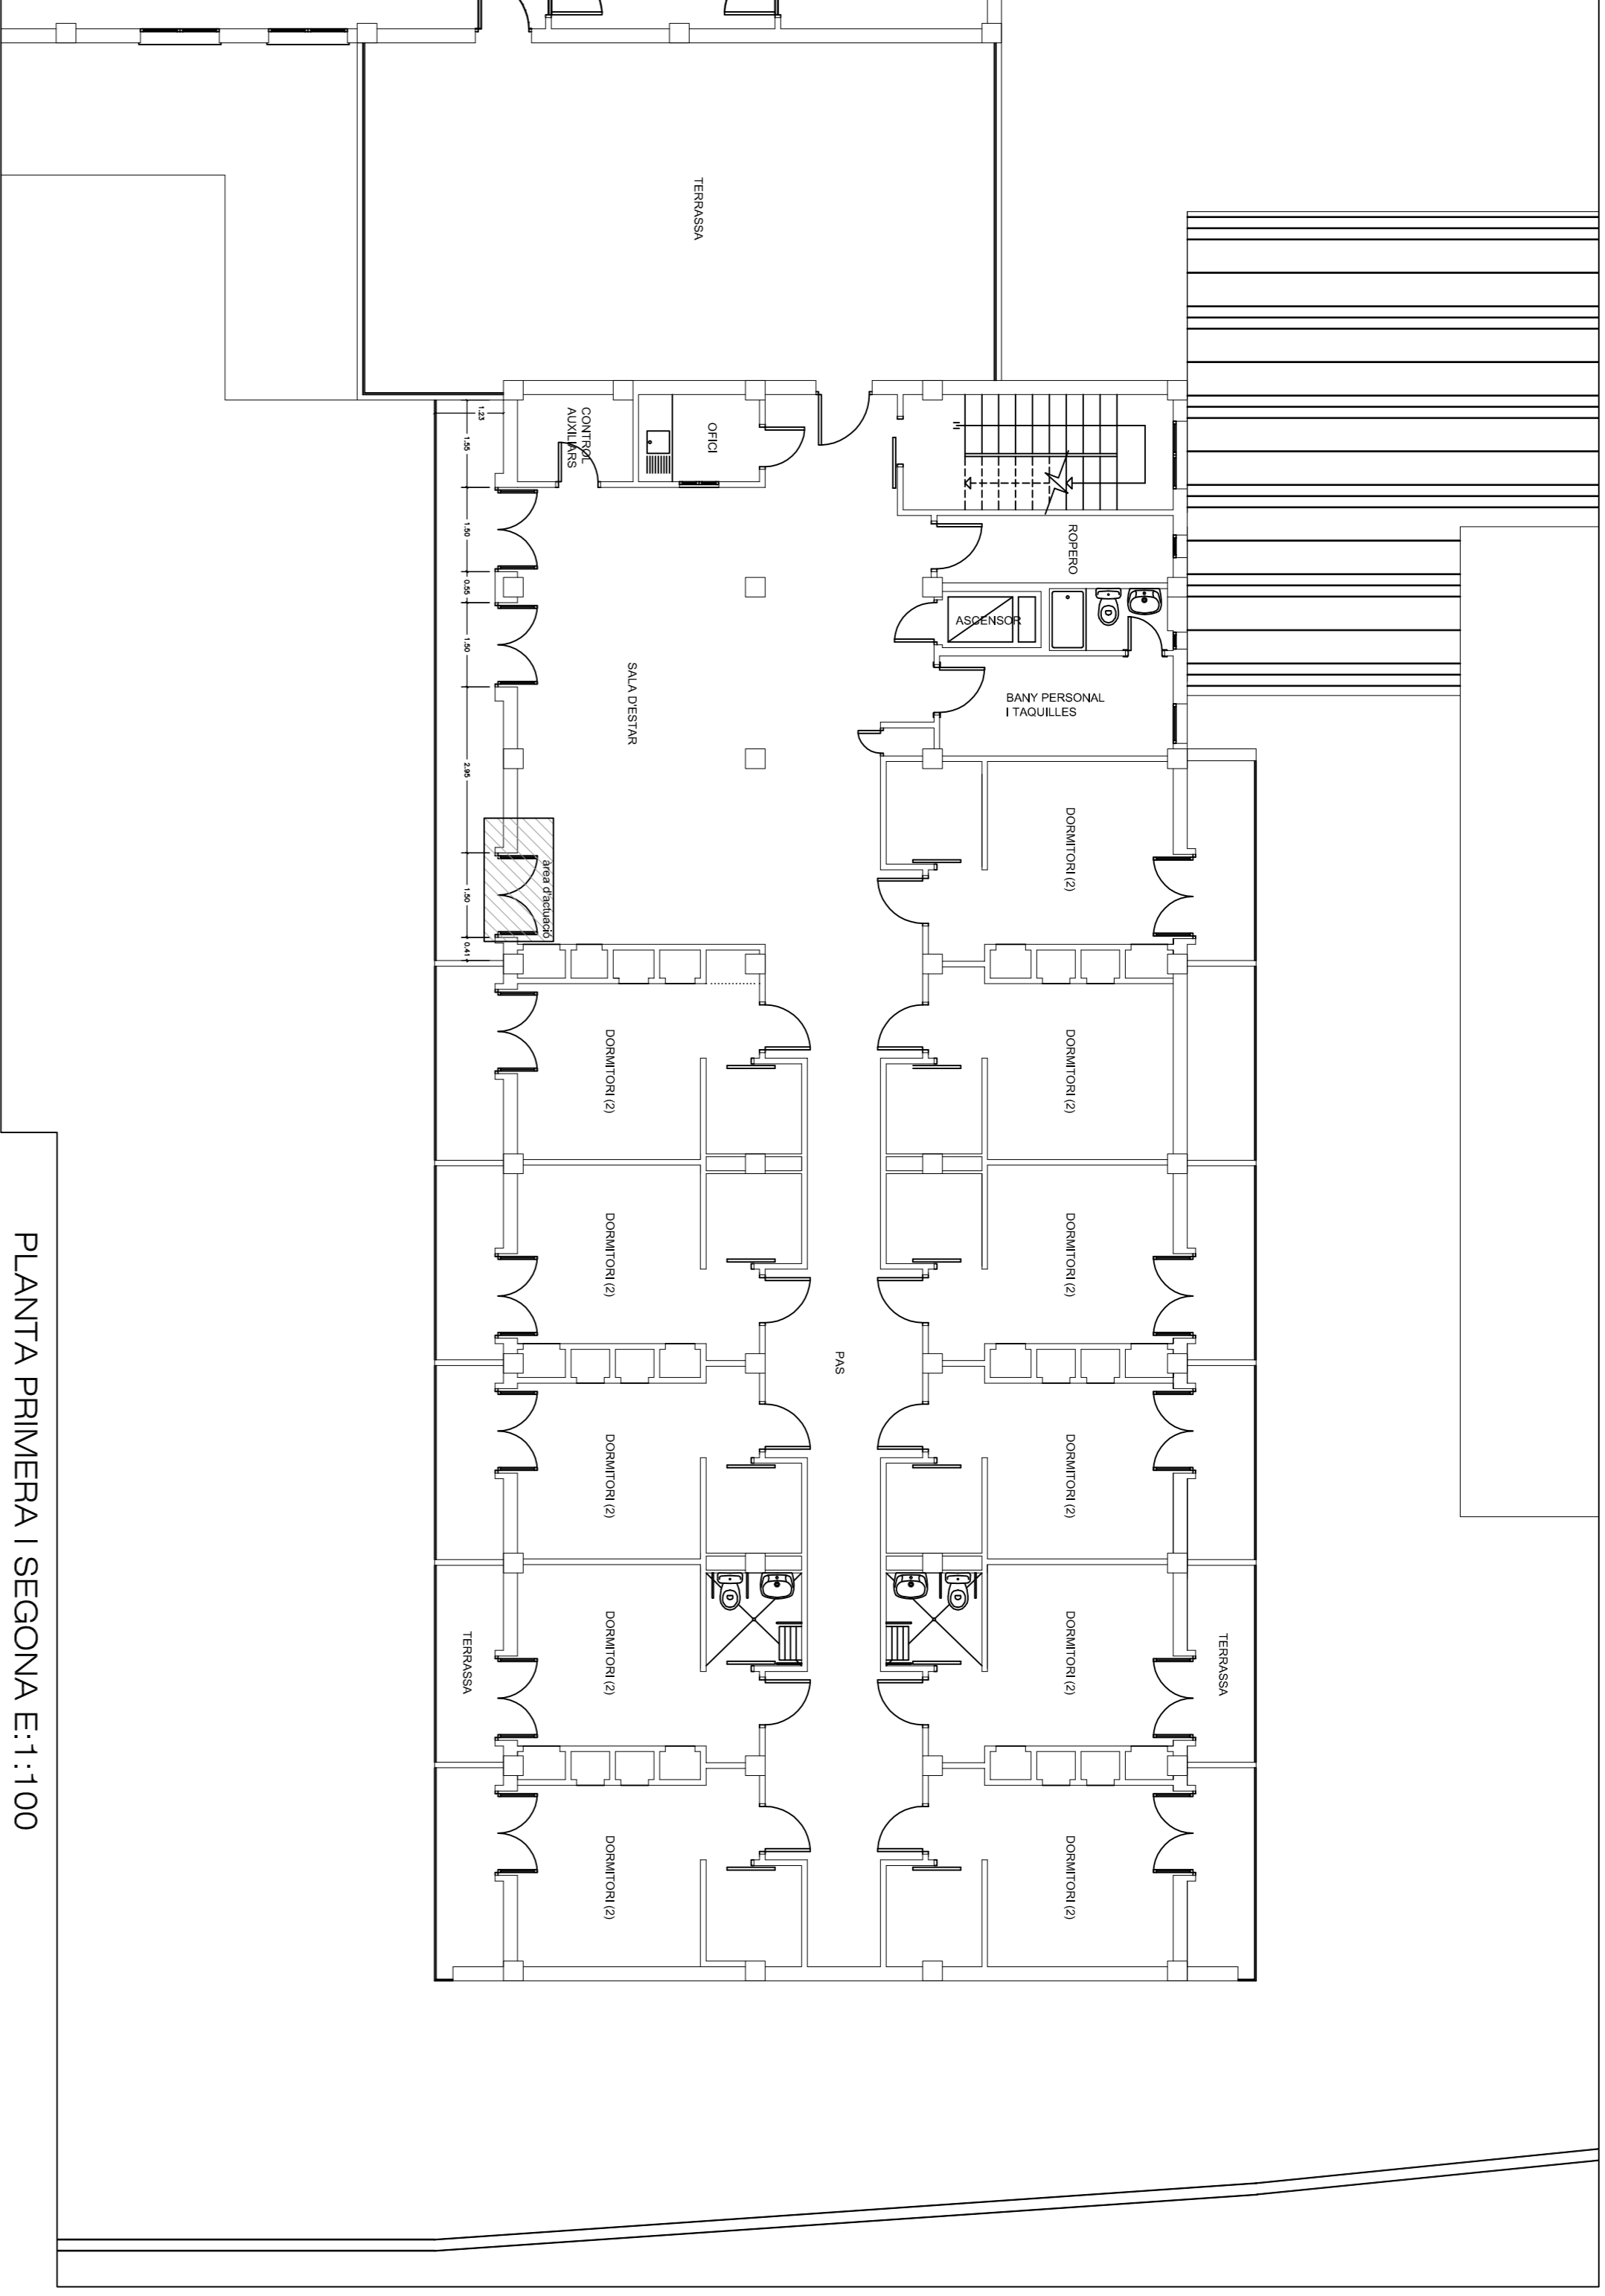 TERRASSA
CONTROL
AUXILIARS
OFICI
ROPERO
ASCENSOR
BANY PERSONAL
I TAQUILLES
SALA D'ESTAR
1.23
1.55
1.50
0.55
1.50
2.95
1.50
0.41
àrea d'actuació
DORMITORI (2)
DORMITORI (2)
DORMITORI (2)
DORMITORI (2)
DORMITORI (2)
PAS
DORMITORI (2)
DORMITORI (2)
DORMITORI (2)
DORMITORI (2)
DORMITORI (2)
DORMITORI (2)
TERRASSA
TERRASSA
PLANTA PRIMERA I SEGONA E:1:100